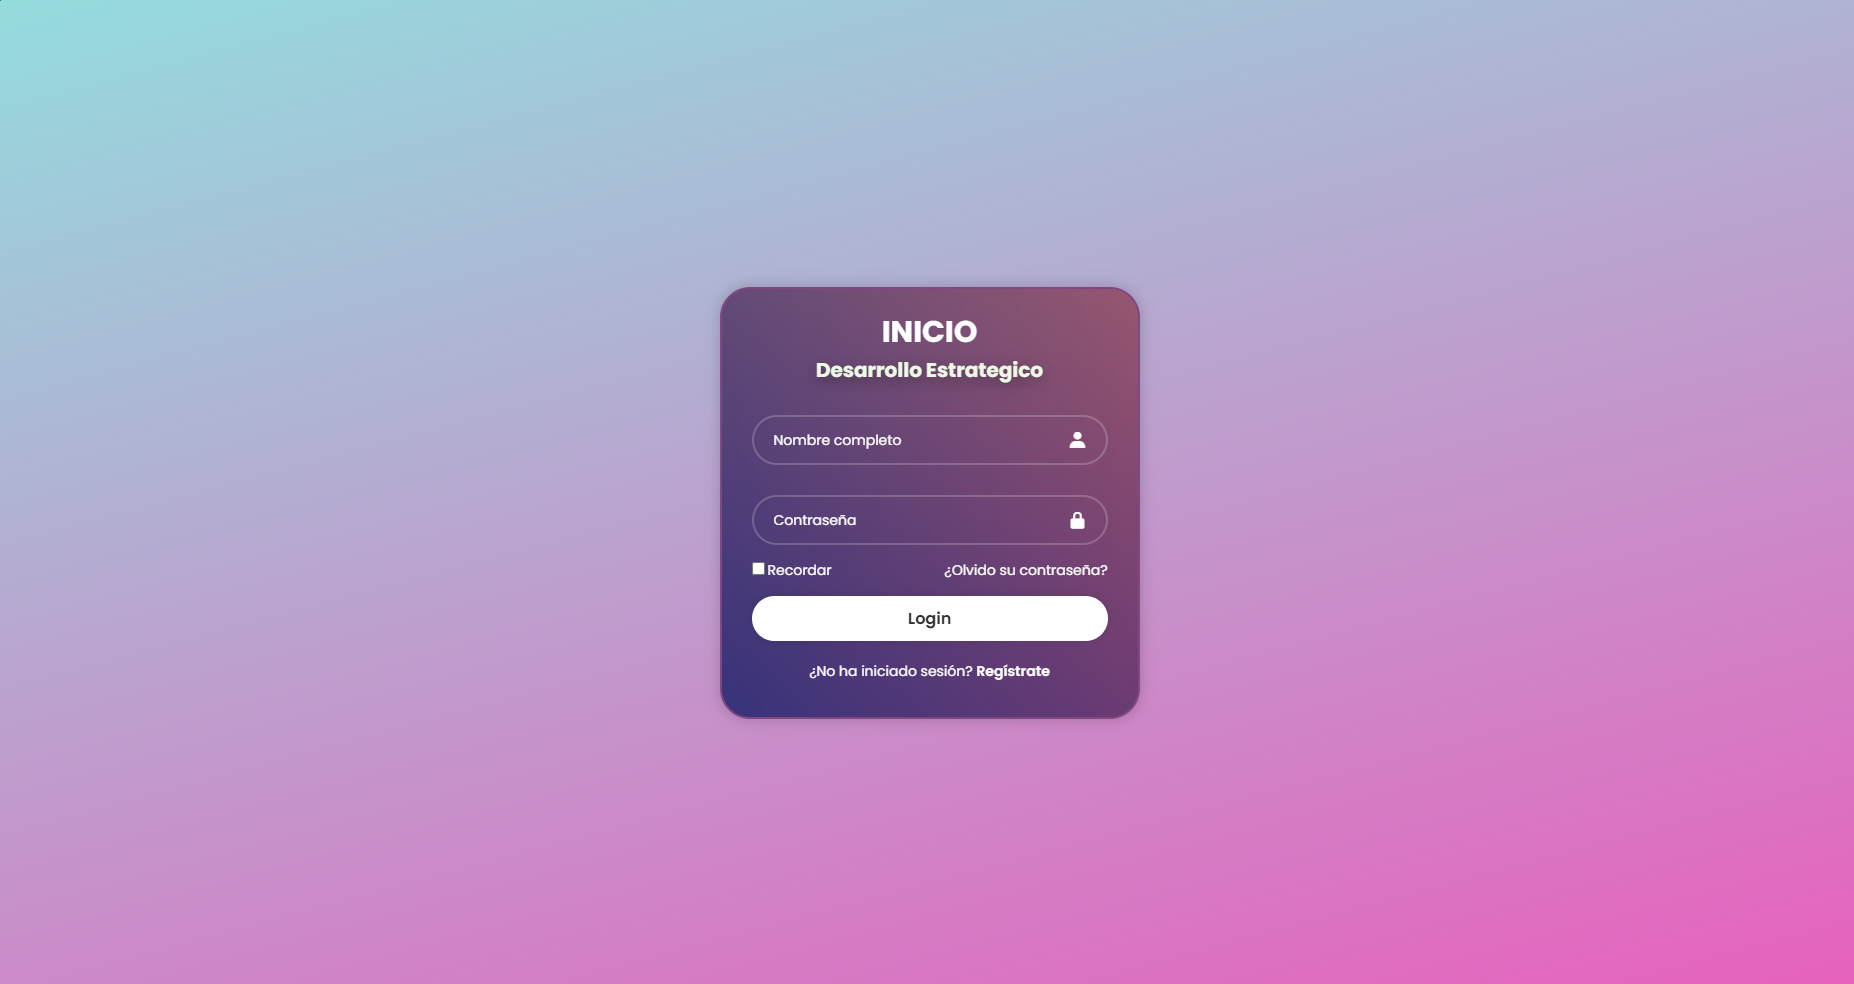 INICIO
Desarrollo Estrategico
Nombre completo
Contraseña
Recordar ¿Olvido su contraseña?
Login
¿No ha iniciado sesión? Regístrate